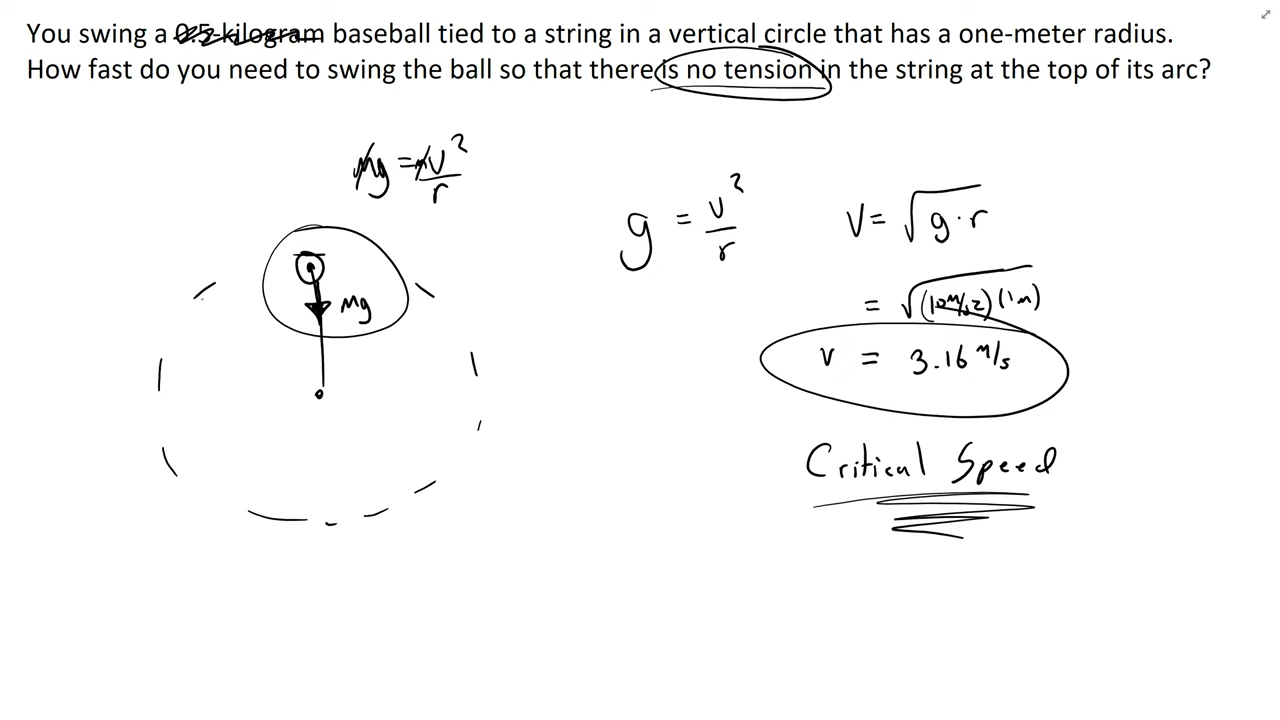 You swing a 0.5-kilogram baseball tied to a string in a vertical circle that has a one-meter radius.
How fast do you need to swing the ball so that there is no tension in the string at the top of its arc?
Mg = mv²/r
g = v²/r
V = √g·r
= √(10 m/s2)(1m)
Mg
v = 3.16 m/s
Critical Speed